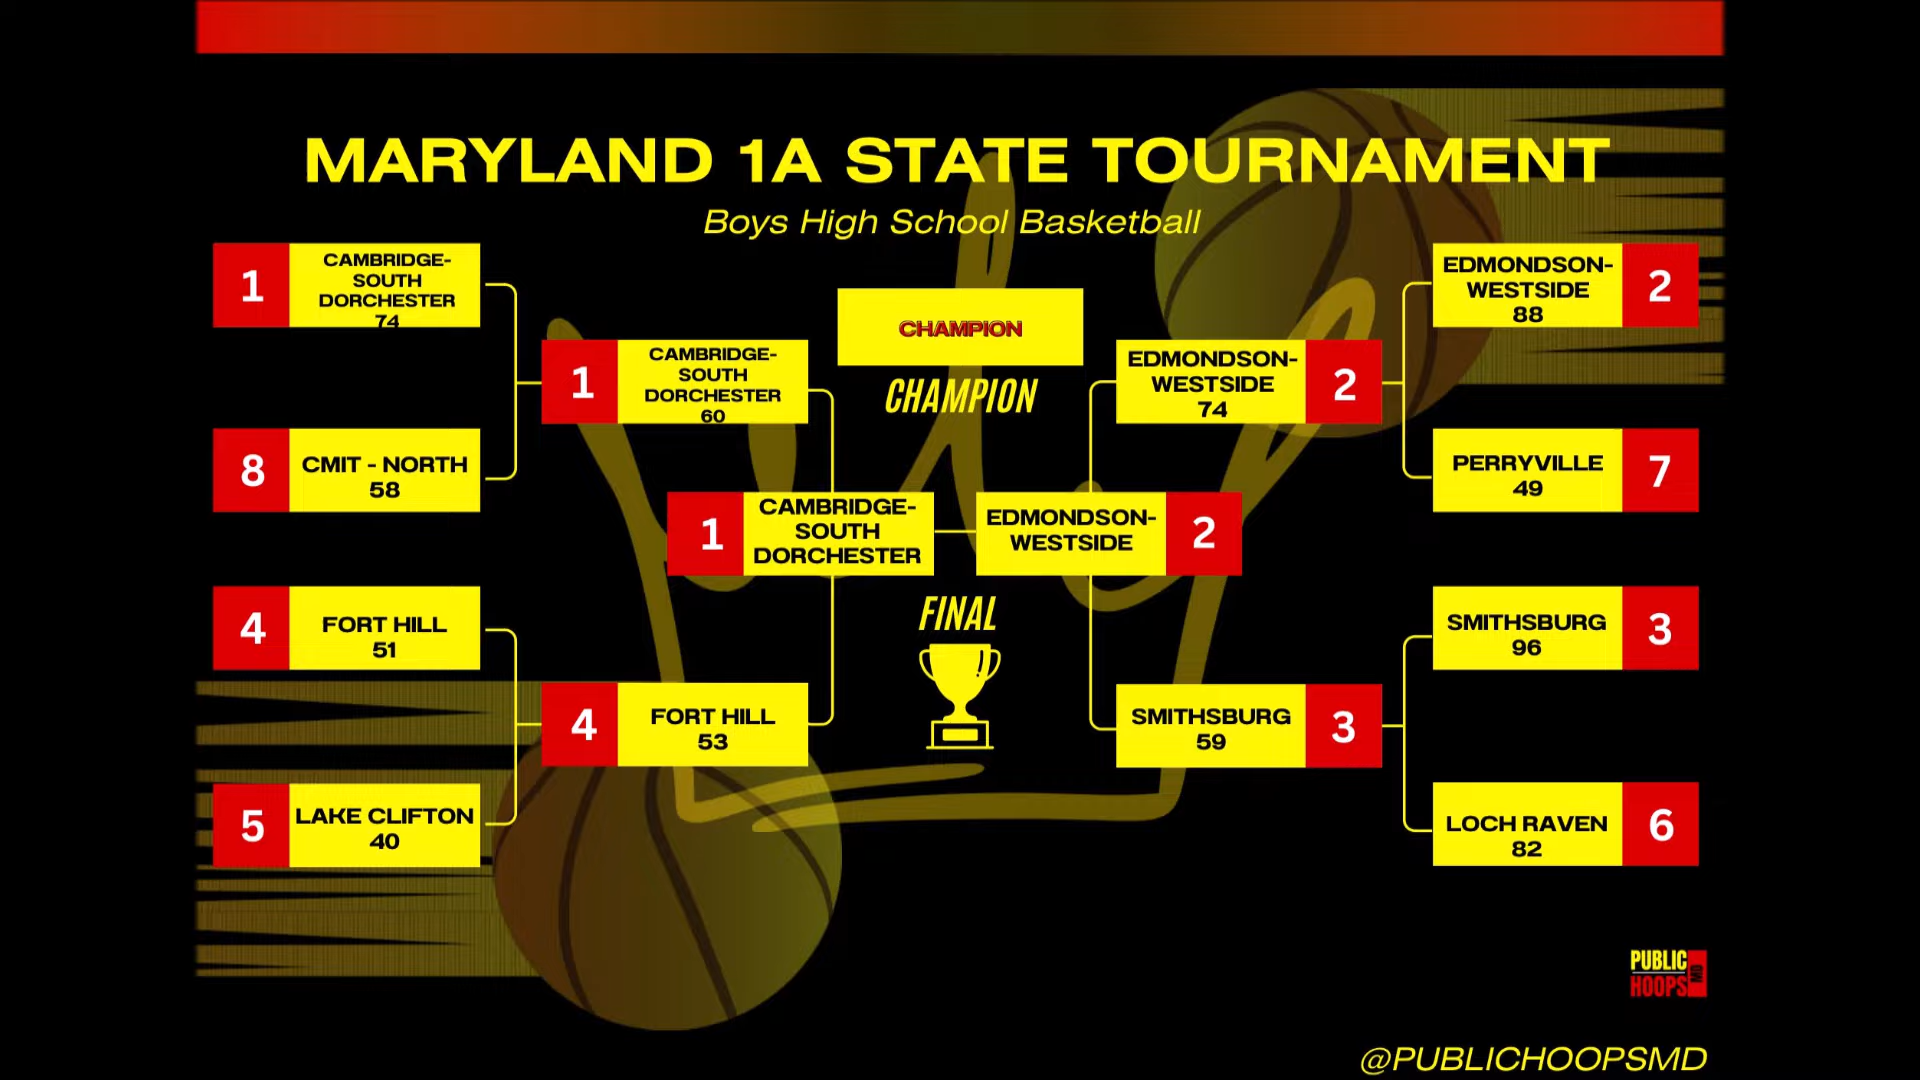 MARYLAND 1A STATE TOURNAMENT
Boys High School Basketball
1
CAMBRIDGE-
SOUTH
DORCHESTER
74
8
CMIT - NORTH
58
4
FORT HILL
51
5
LAKE CLIFTON
40
1
CAMBRIDGE-
SOUTH
DORCHESTER
60
4
FORT HILL
53
1
CAMBRIDGE-
SOUTH
DORCHESTER
CHAMPION
CHAMPION
FINAL
EDMONDSON-
WESTSIDE
2
EDMONDSON-
WESTSIDE
74
2
SMITHSBURG
59
3
EDMONDSON-
WESTSIDE
88
2
PERRYVILLE
49
7
SMITHSBURG
96
3
LOCH RAVEN
82
6
PUBLIC
HOOPS
MD
@PUBLICHOOPSMD